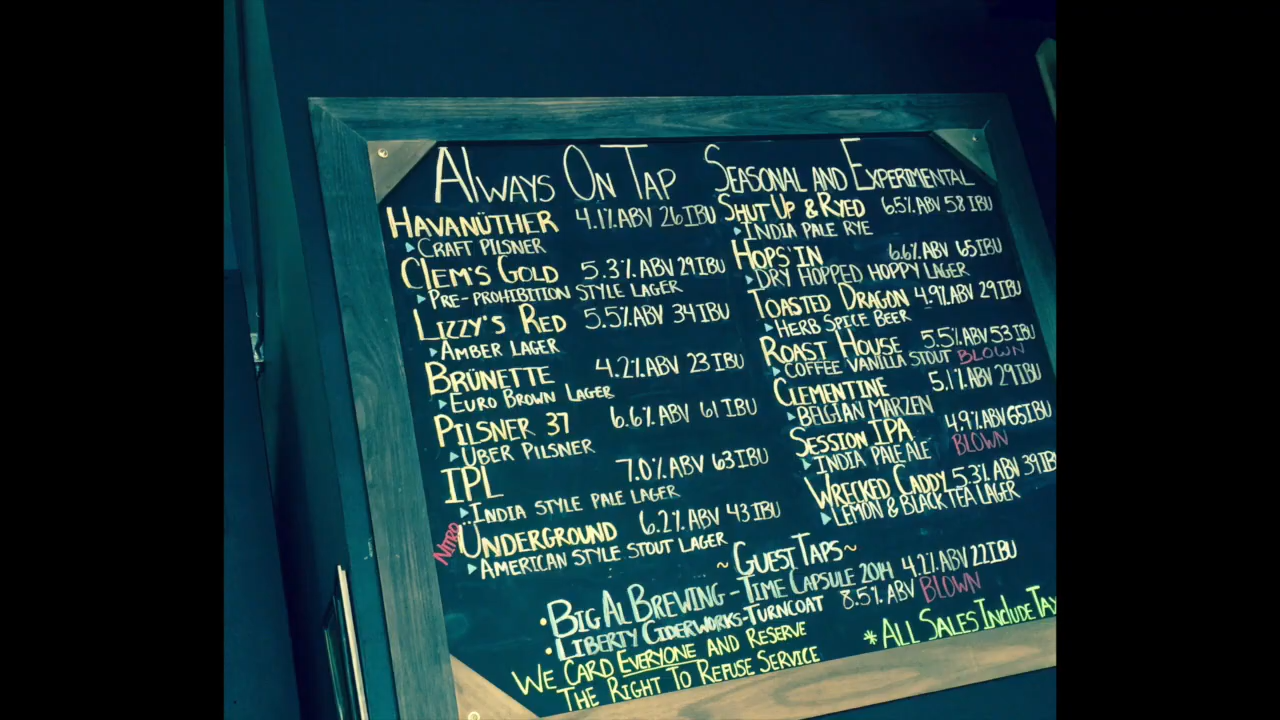 ALWAYS ON TAP
HAVANÜTHER 4.1% ABV 26 IBU
CRAFT PILSNER
CLEM'S GOLD 5.3% ABV 29 IBU
PRE-PROHIBITION STYLE LAGER
LIZZY'S RED 5.5% ABV 34 IBU
AMBER LAGER
BRÜNETTE 4.2% ABV 23 IBU
EURO BROWN LAGER
PILSNER 37 6.6% ABV 61 IBU
UBER PILSNER
IPL 7.0% ABV 63 IBU
INDIA STYLE PALE LAGER
NITRO
UNDERGROUND 6.2% ABV 43 IBU
AMERICAN STYLE STOUT LAGER
SEASONAL AND EXPERIMENTAL
SHUT UP & RYED 6.5% ABV 58 IBU
INDIA PALE RYE
HOPS'IN 6.6% ABV 65 IBU
DRY HOPPED HOPPY LAGER
TOASTED DRAGON 4.9% ABV 29 IBU
HERB SPICE BEER
ROAST HOUSE 5.5% ABV 53 IBU
COFFEE VANILLA STOUT BLOWN
CLEMENTINE 5.1% ABV 29 IBU
BELGIAN MARZEN
SESSION IPA 4.9% ABV 65 IBU
INDIA PALE ALE BLOWN
WRECKED CADDY 5.3% ABV 39 IB
LEMON & BLACK TEA LAGER
~GUEST TAPS~
•BIG AL BREWING - TIME CAPSULE 2014 4.2% ABV 22 IBU
•LIBERTY CIDERWORKS-TURNCOAT 8.5% ABV BLOWN
WE CARD EVERYONE AND RESERVE
THE RIGHT TO REFUSE SERVICE
*ALL SALES INCLUDE TAX